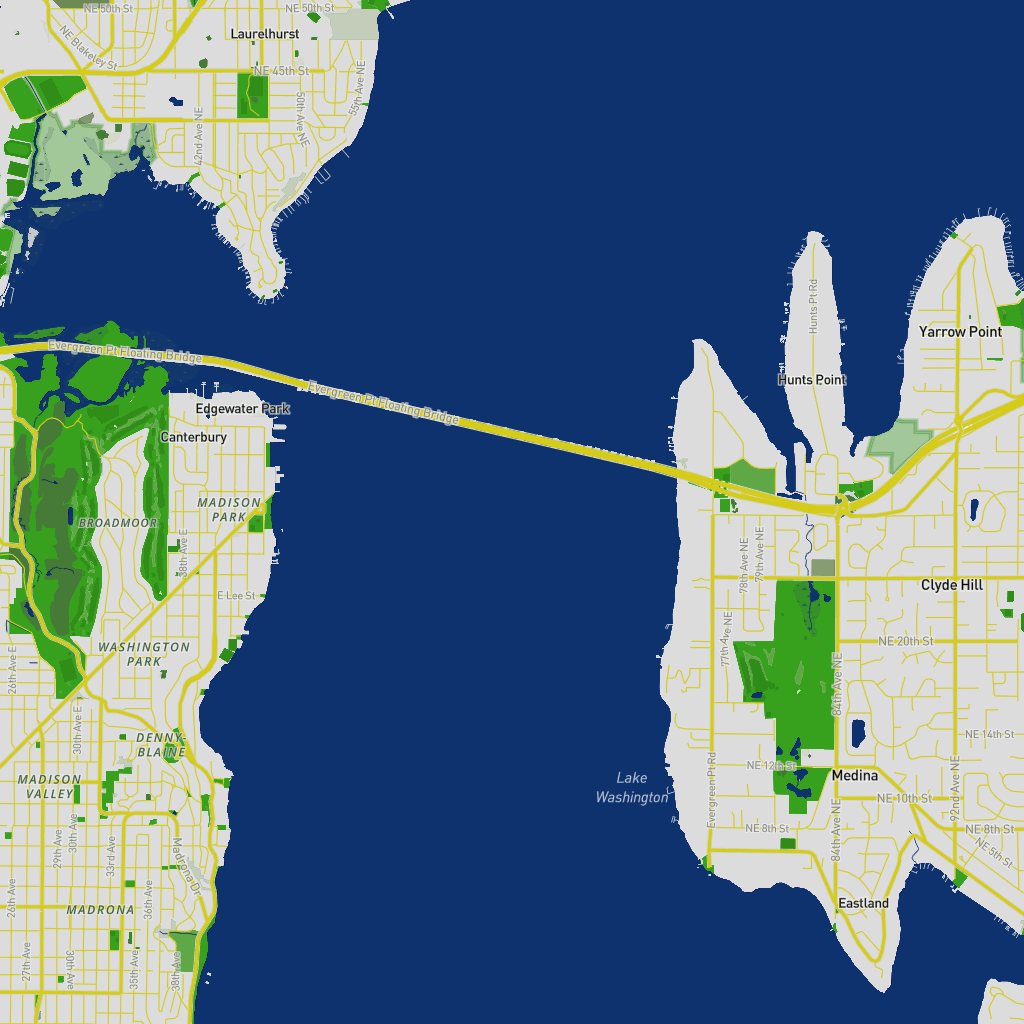 NE 50th St
NE 50th St
Laurelhurst
NE Blakeley St
NE 45th St
55th Ave NE
50th Ave NE
42nd Ave NE
Hunts Pt Rd
Yarrow Point
Evergreen Pt Floating Bridge
Hunts Point
Evergreen Pt Floating Bridge
Edgewater Park
Canterbury
MADISON
PARK
BROADMOOR
38th Ave E
78th Ave NE
79th Ave NE
Clyde Hill
E Lee St
77th Ave NE
NE 20th St
WASHINGTON
PARK
26th Ave E
84th Ave NE
30th Ave E
NE 14th St
DENNY-
BLAINE
NE 12th St
Medina
Lake
Washington
MADISON
VALLEY
Evergreen Pt Rd
92nd Ave NE
NE 10th St
NE 8th St
NE 8th St
84th Ave NE
NE 5th St
29th Ave
30th Ave
33rd Ave
Madrona Dr
26th Ave
36th Ave
Eastland
MADRONA
27th Ave
30th Ave
35th Ave
38th Ave